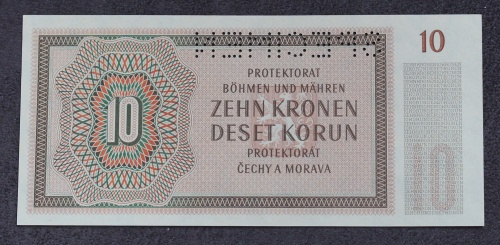 10
PROTEKTORAT
BÖHMEN UND MÄHREN
ZEHN KRONEN
DESET KORUN
PROTEKTORÁT
ČECHY A MORAVA
10
10